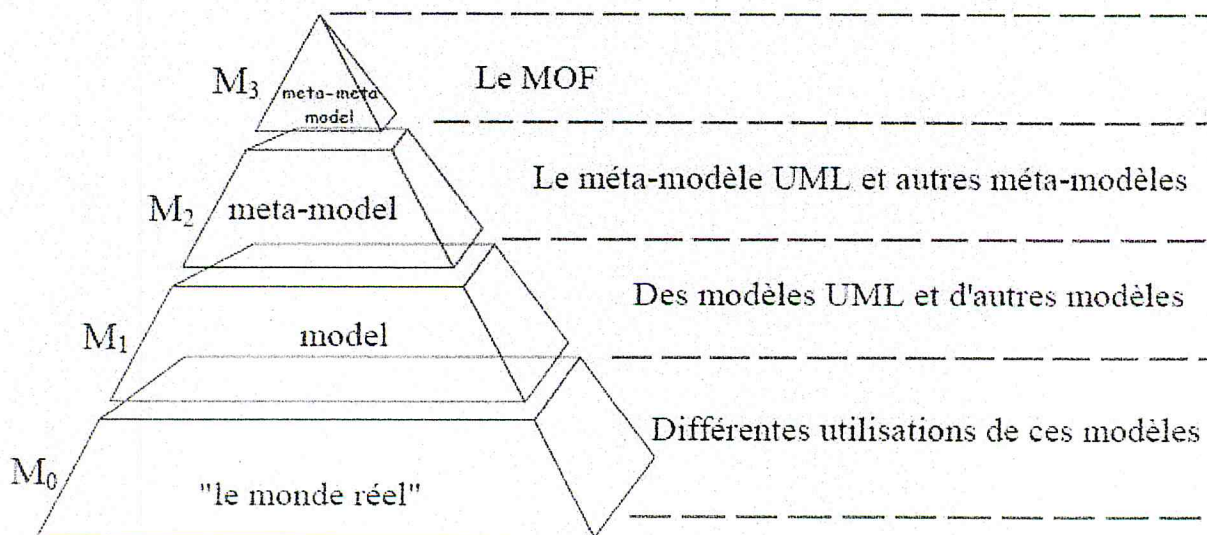 M3
meta-meta
model
Le MOF
M2
meta-model
Le méta-modèle UML et autres méta-modèles
M1
model
Des modèles UML et d'autres modèles
M0
"le monde réel"
Différentes utilisations de ces modèles